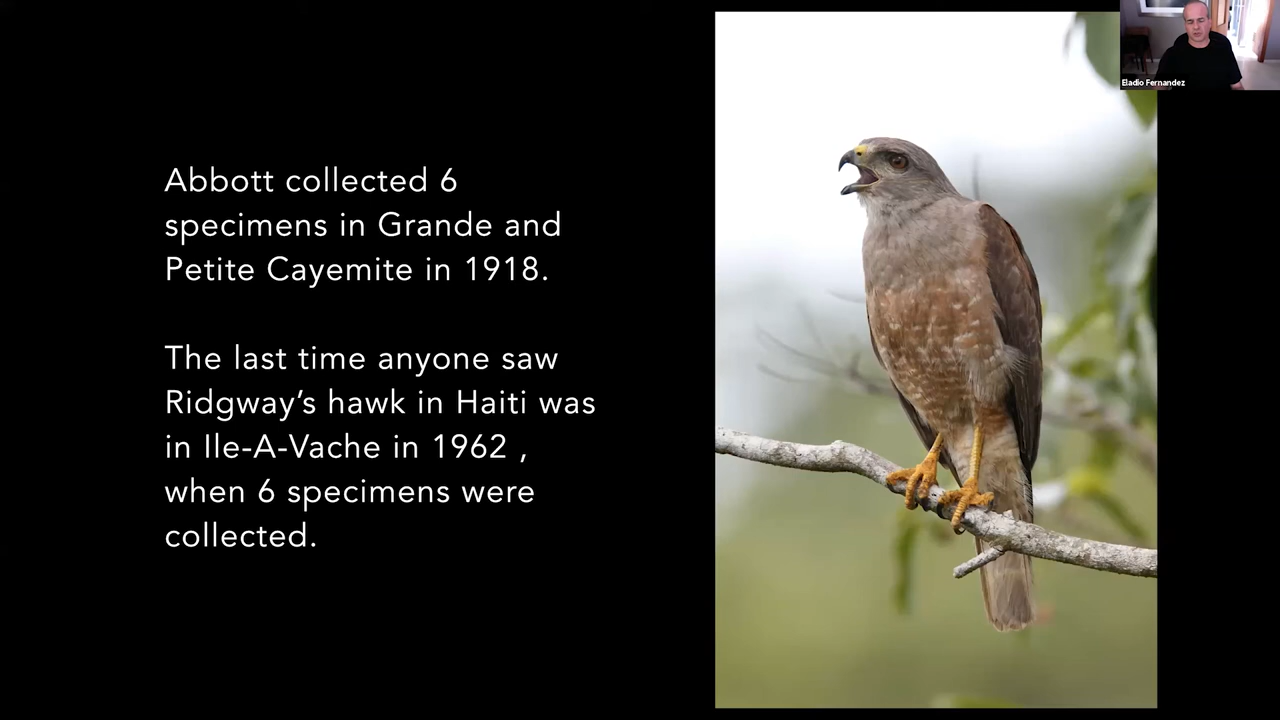 Abbott collected 6
specimens in Grande and
Petite Cayemite in 1918.
The last time anyone saw
Ridgway’s hawk in Haiti was
in Ile-A-Vache in 1962 ,
when 6 specimens were
collected.
Eladio Fernandez